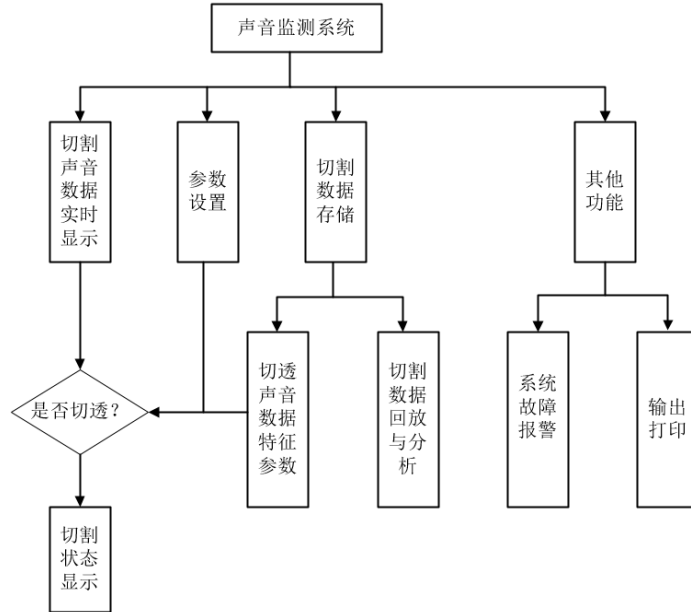 声音监测系统
切割
声音
数据
实时
显示
参数
设置
切割
数据
存储
其他
功能
是否切透?
切透
声音
数据
特征
参数
切割
数据
回放
与分
析
系统
故障
报警
输出
打印
切割
状态
显示